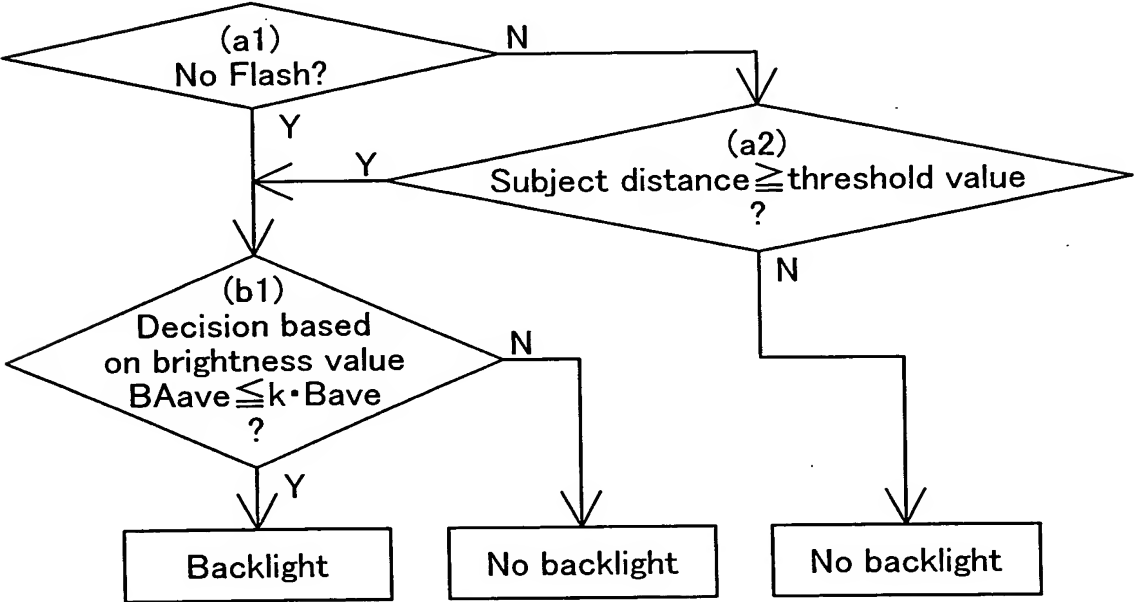 (a1)
No Flash?
N
Y
(a2)
Subject distance≧threshold value
?
Y
N
(b1)
Decision based
on brightness value
BAave≦k·Bave
?
N
Y
Backlight
No backlight
No backlight